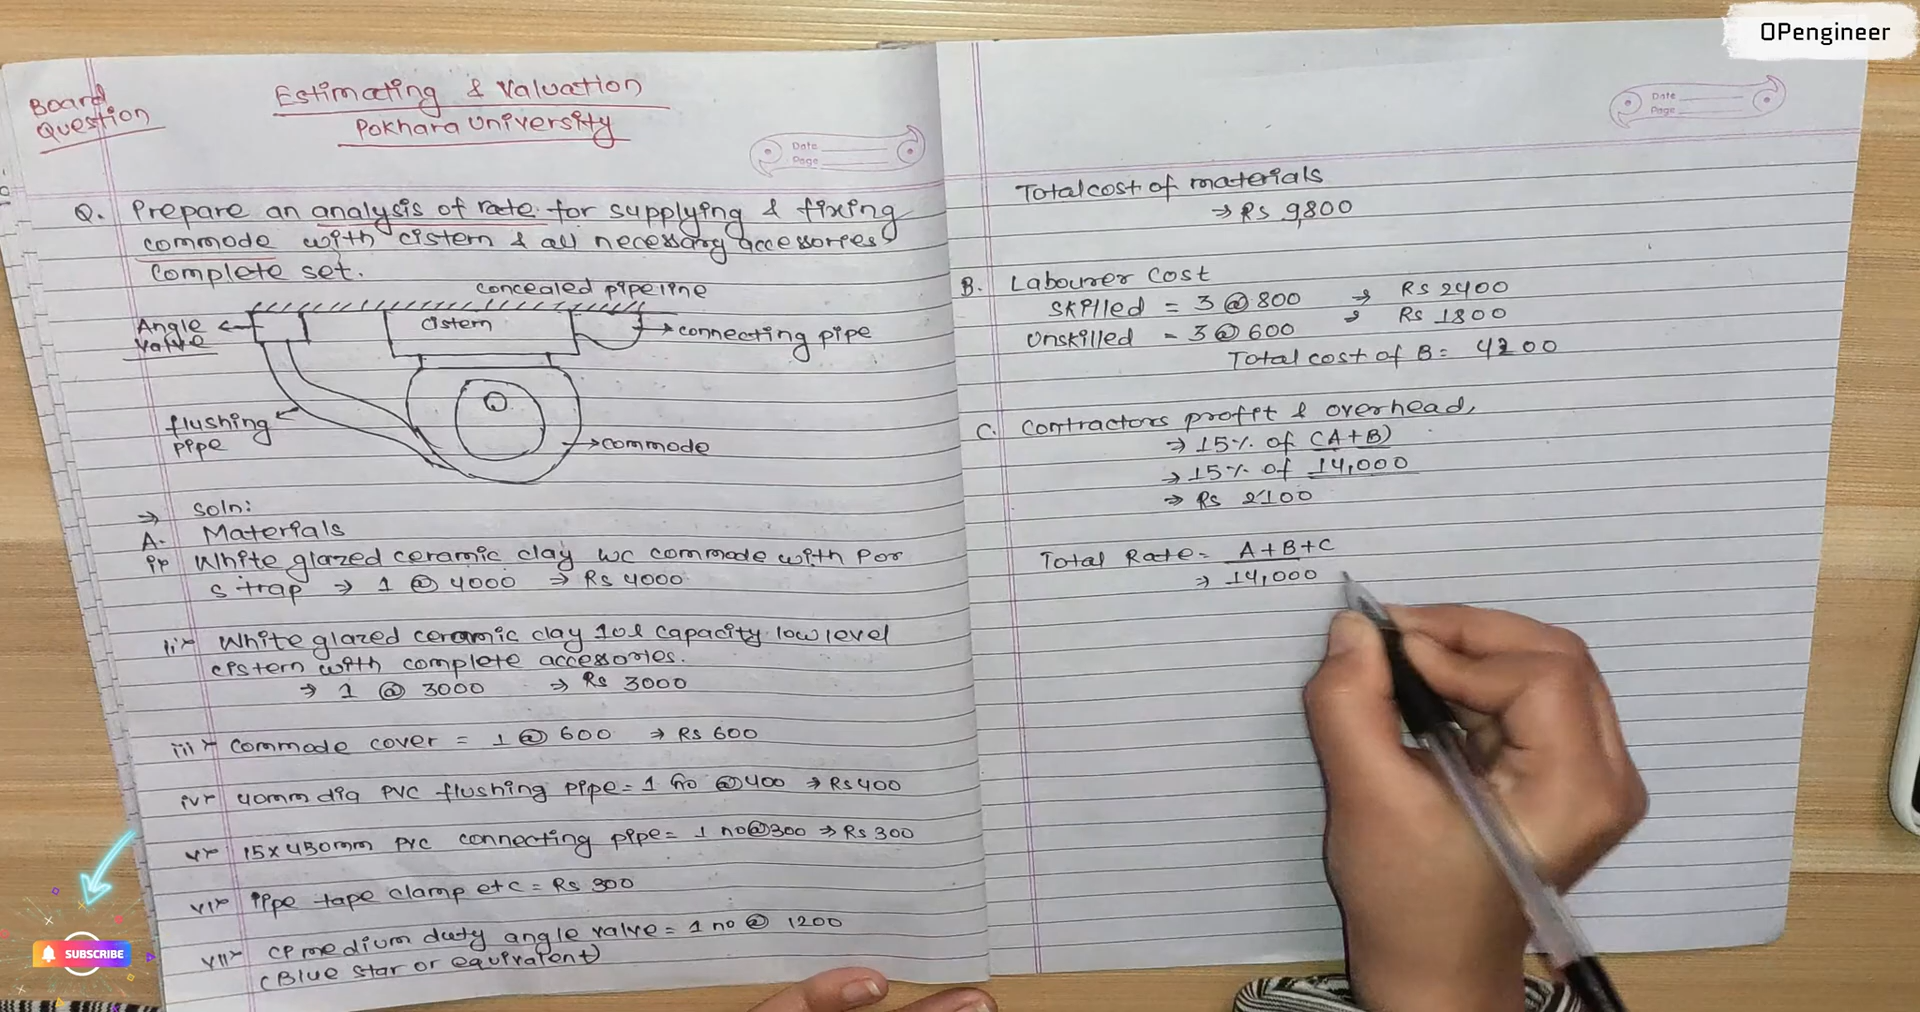 OPengineer
Board
Question
Estimating & Valuation
Pokhara University
Date
Page
Q. Prepare an analysis of rate for supplying & fixing
commode with cistern & all necessary accessories
complete set.
concealed pipeline
Angle
valve
cistern
connecting pipe
flushing
pipe
commode
⇒ Soln:
A. Materials
i) White glazed ceramic clay wc commode with P or
S trap → 1 @ 4000 ⇒ Rs 4000
ii) White glazed ceramic clay 10l capacity low level
cistern with complete accessories.
⇒ 1 @ 3000 ⇒ Rs 3000
iii) commode cover = 1 @ 600 ⇒ Rs 600
iv) 40mm dia PVC flushing pipe = 1 no @ 400 ⇒ Rs 400
v) 15 x 450mm PVC connecting pipe = 1 no @ 300 ⇒ Rs 300
vi) Pipe tape clamp etc = Rs 300
vii) CP medium duty angle valve = 1 no @ 1200
(Blue star or equivalent)
SUBSCRIBE
Date
Page
Total cost of materials
⇒ Rs 9,800
B. Labourer cost
Skilled = 3 @ 800 ⇒ Rs 2400
Unskilled = 3 @ 600 ⇒ Rs 1800
Total cost of B = 4200
C. Contractors profit & overhead,
⇒ 15% of (A+B)
⇒ 15% of 14,000
⇒ Rs 2100
Total Rate = A+B+C
⇒ 14,000